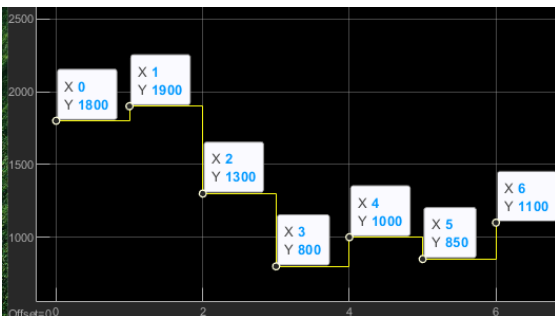 2500
2000
1500
1000
X 0
Y 1800
X 1
Y 1900
X 2
Y 1300
X 3
Y 800
X 4
Y 1000
X 5
Y 850
X 6
Y 1100
Offset=0
0
2
4
6